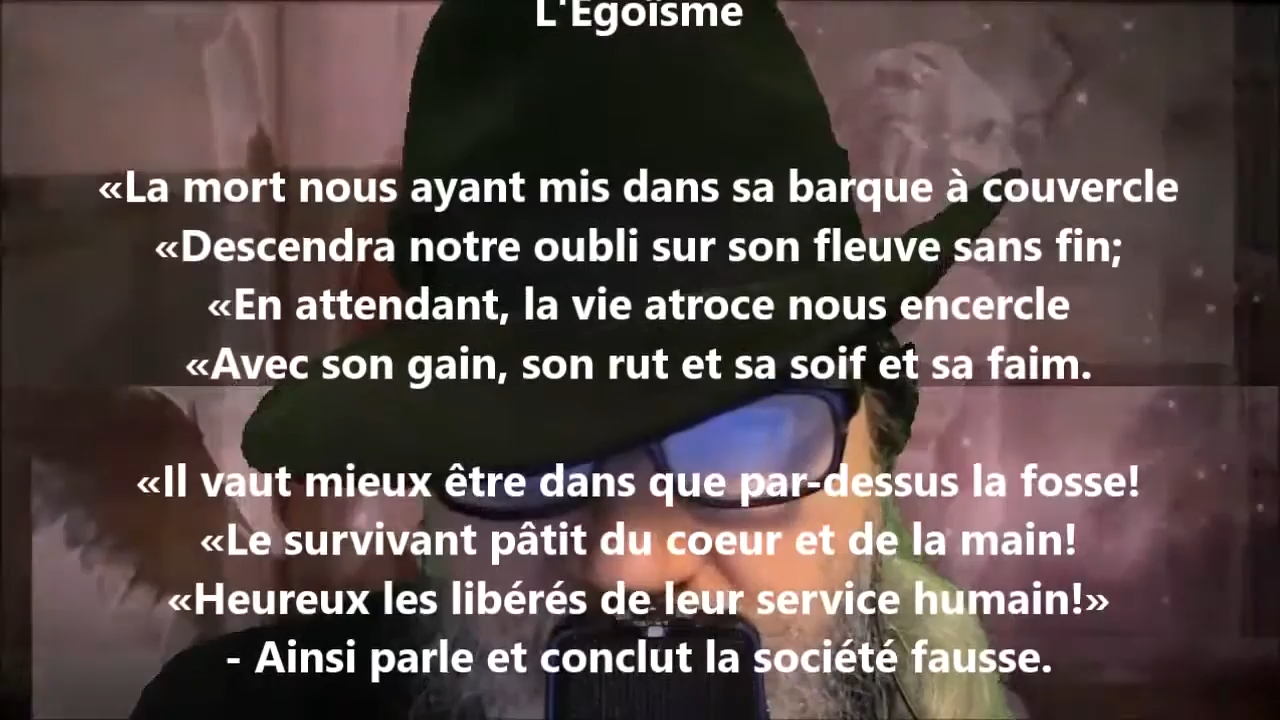 L'Egoïsme
«La mort nous ayant mis dans sa barque à couvercle
«Descendra notre oubli sur son fleuve sans fin;
«En attendant, la vie atroce nous encercle
«Avec son gain, son rut et sa soif et sa faim.
«Il vaut mieux être dans que par-dessus la fosse!
«Le survivant pâtit du coeur et de la main!
«Heureux les libérés de leur service humain!»
- Ainsi parle et conclut la société fausse.